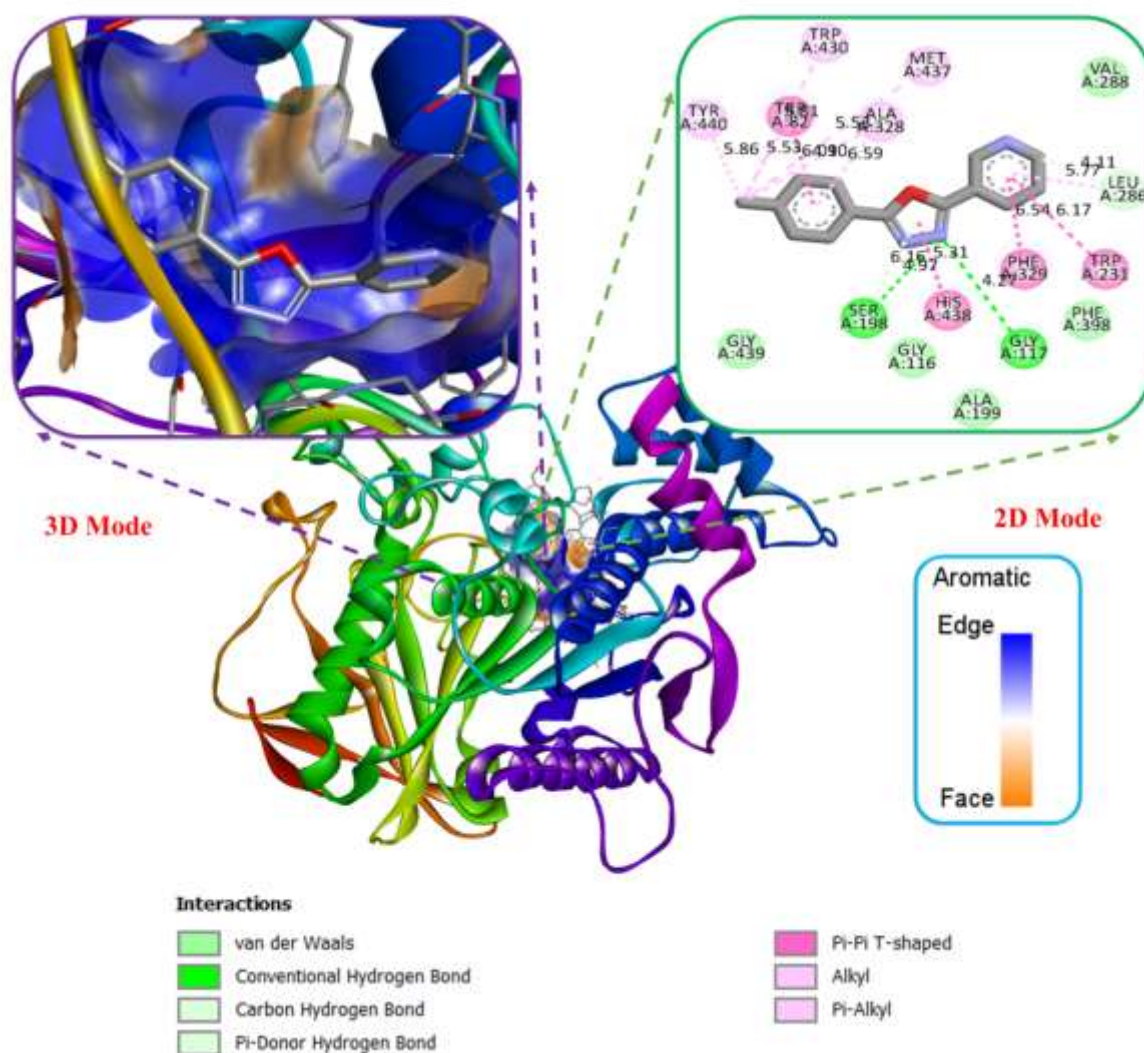 TRP
A:430
MET
A:437
VAL
A:288
TYR
A:440
A:82
ALA
A:328
5.86
5.53
6.59
4.11
5.77
LEU
A:286
6.54
6.17
6.16
5.31
4.97
PHE
A:329
TRP
A:231
SER
A:198
HIS
A:438
PHE
A:398
GLY
A:439
GLY
A:116
GLY
A:117
ALA
A:199
3D Mode
2D Mode
Aromatic
Edge
Face
Interactions
van der Waals
Conventional Hydrogen Bond
Carbon Hydrogen Bond
Pi-Donor Hydrogen Bond
Pi-Pi T-shaped
Alkyl
Pi-Alkyl